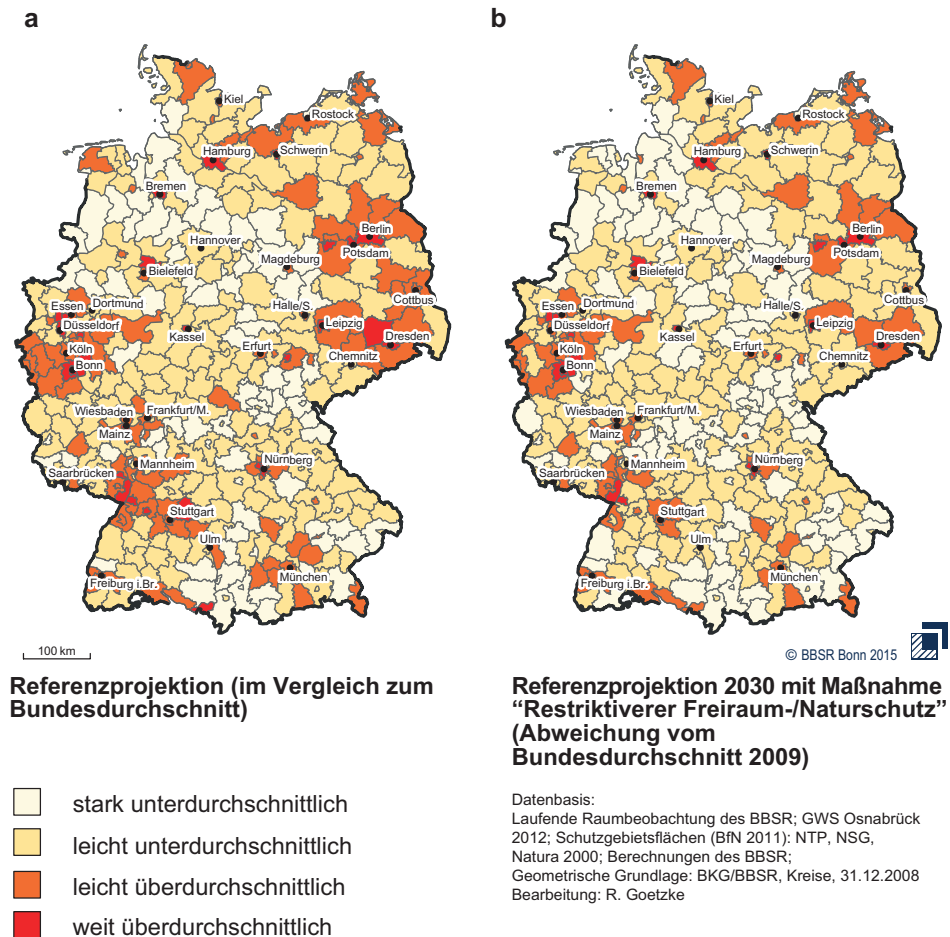 a
Kiel
Rostock
Hamburg
Schwerin
Bremen
Berlin
Hannover
Potsdam
Magdeburg
Bielefeld
Essen
Dortmund
Halle/S.
Cottbus
Düsseldorf
Leipzig
Kassel
Dresden
Köln
Erfurt
Chemnitz
Bonn
Wiesbaden
Frankfurt/M.
Mainz
Mannheim
Nürnberg
Saarbrücken
Stuttgart
Ulm
Freiburg i.Br.
München
100 km
b
Kiel
Rostock
Hamburg
Schwerin
Bremen
Berlin
Hannover
Potsdam
Magdeburg
Bielefeld
Essen
Dortmund
Halle/S.
Cottbus
Düsseldorf
Leipzig
Kassel
Dresden
Köln
Erfurt
Chemnitz
Bonn
Wiesbaden
Frankfurt/M.
Mainz
Mannheim
Nürnberg
Saarbrücken
Stuttgart
Ulm
Freiburg i.Br.
München
© BBSR Bonn 2015
Referenzprojektion (im Vergleich zum
Bundesdurchschnitt)
stark unterdurchschnittlich
leicht unterdurchschnittlich
leicht überdurchschnittlich
weit überdurchschnittlich
Referenzprojektion 2030 mit Maßnahme
“Restriktiverer Freiraum-/Naturschutz”
(Abweichung vom
Bundesdurchschnitt 2009)
Datenbasis:
Laufende Raumbeobachtung des BBSR; GWS Osnabrück
2012; Schutzgebietsflächen (BfN 2011): NTP, NSG,
Natura 2000; Berechnungen des BBSR;
Geometrische Grundlage: BKG/BBSR, Kreise, 31.12.2008
Bearbeitung: R. Goetzke